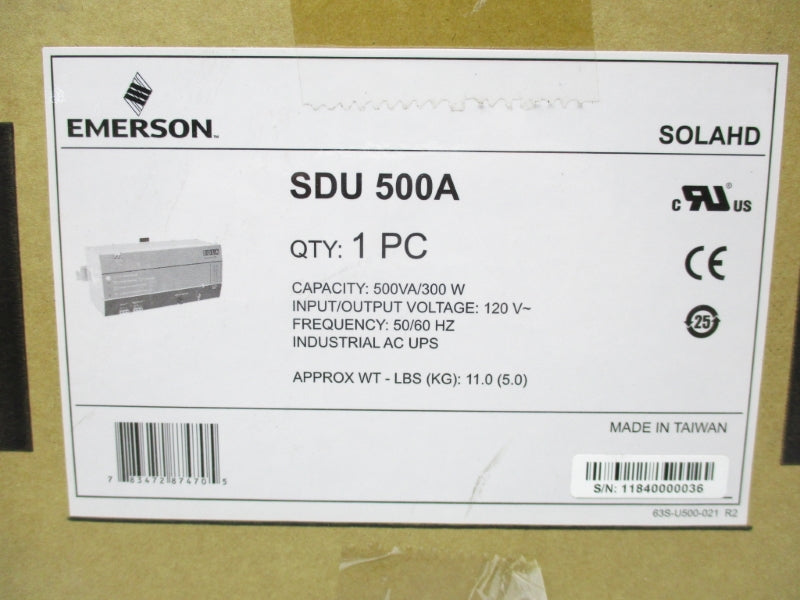 EMERSON™
SOLAHD
SDU 500A
QTY: 1 PC
CAPACITY: 500VA/300 W
INPUT/OUTPUT VOLTAGE: 120 V~
FREQUENCY: 50/60 HZ
INDUSTRIAL AC UPS
APPROX WT - LBS (KG): 11.0 (5.0)
c RU® US
CE
25
MADE IN TAIWAN
7 83472 87470 5
S/N: 11840000036
63S-U500-021 R2